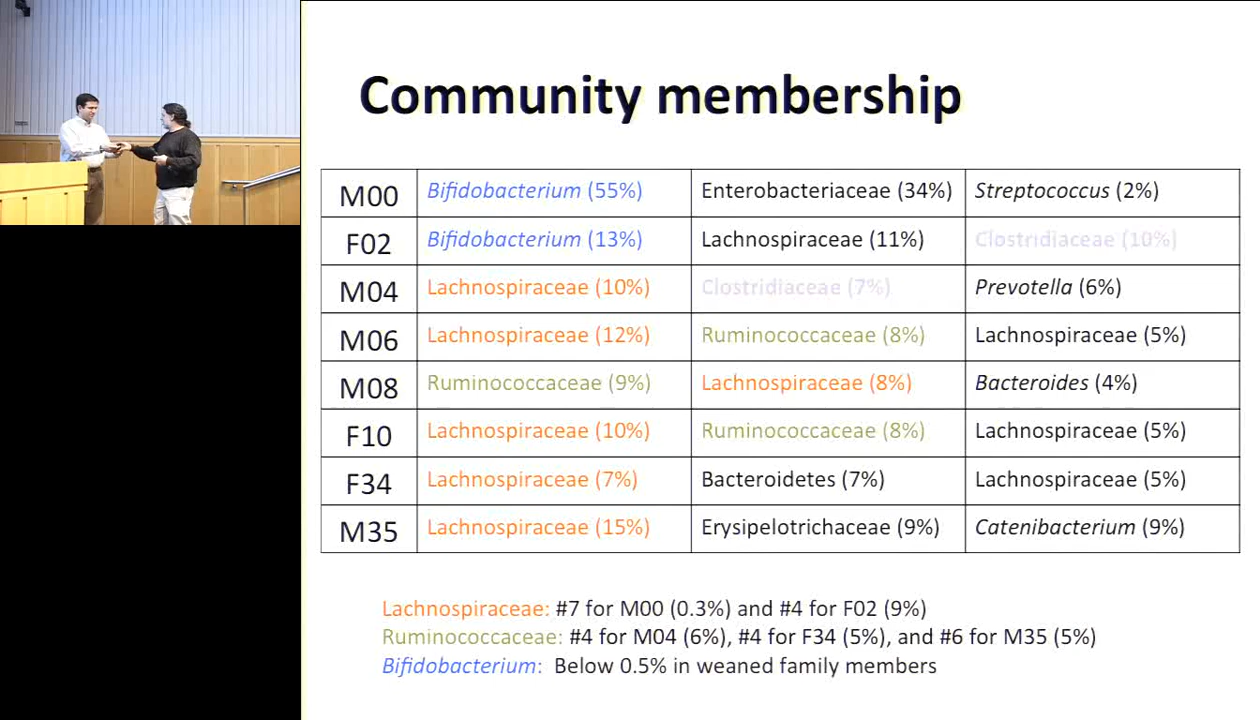 Community membership
M00 Bifidobacterium (55%) Enterobacteriaceae (34%) Streptococcus (2%)
F02 Bifidobacterium (13%) Lachnospiraceae (11%) Clostridiaceae (10%)
M04 Lachnospiraceae (10%) Clostridiaceae (7%) Prevotella (6%)
M06 Lachnospiraceae (12%) Ruminococcaceae (8%) Lachnospiraceae (5%)
M08 Ruminococcaceae (9%) Lachnospiraceae (8%) Bacteroides (4%)
F10 Lachnospiraceae (10%) Ruminococcaceae (8%) Lachnospiraceae (5%)
F34 Lachnospiraceae (7%) Bacteroidetes (7%) Lachnospiraceae (5%)
M35 Lachnospiraceae (15%) Erysipelotrichaceae (9%) Catenibacterium (9%)
Lachnospiraceae: #7 for M00 (0.3%) and #4 for F02 (9%)
Ruminococcaceae: #4 for M04 (6%), #4 for F34 (5%), and #6 for M35 (5%)
Bifidobacterium: Below 0.5% in weaned family members